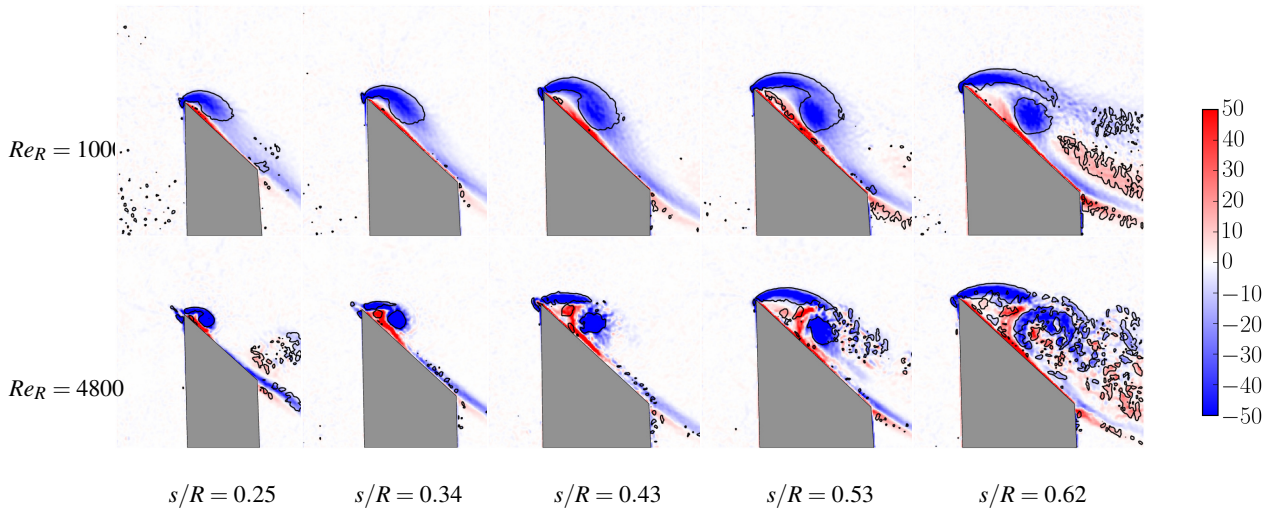 Re_R = 1000
Re_R = 4800
s/R = 0.25
s/R = 0.34
s/R = 0.43
s/R = 0.53
s/R = 0.62
50
40
30
20
10
0
−10
−20
−30
−40
−50